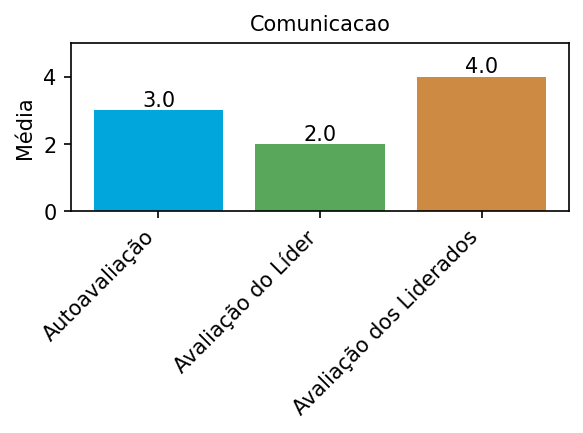 Comunicacao
Média
4
2
0
3.0
2.0
4.0
Autoavaliação
Avaliação do Líder
Avaliação dos Liderados